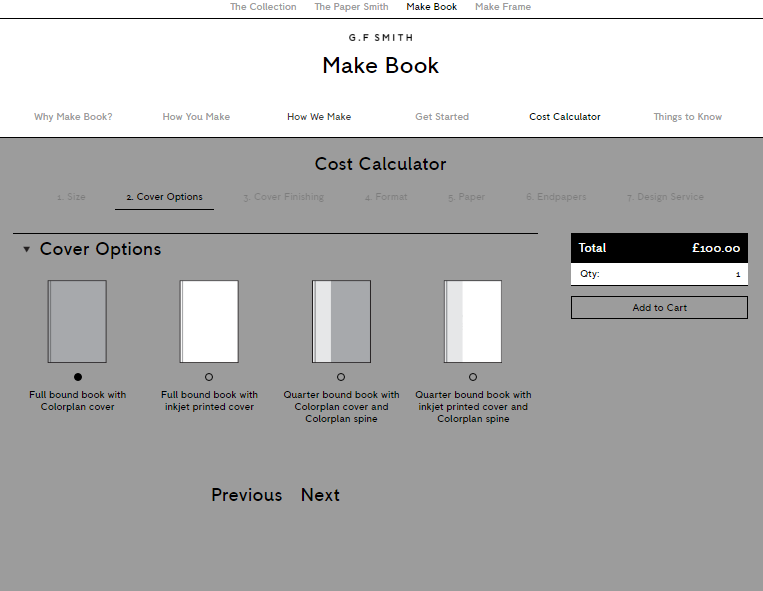 The Collection The Paper Smith Make Book Make Frame
G.F SMITH
Make Book
Why Make Book? How You Make How We Make Get Started Cost Calculator Things to Know
Cost Calculator
1. Size 2. Cover Options 3. Cover Finishing 4. Format 5. Paper 6. Endpapers 7. Design Service
Cover Options
Total £100.00
Qty: 1
Add to Cart
Full bound book with
Colorplan cover
Full bound book with
inkjet printed cover
Quarter bound book with
Colorplan cover and
Colorplan spine
Quarter bound book with
inkjet printed cover and
Colorplan spine
Previous Next